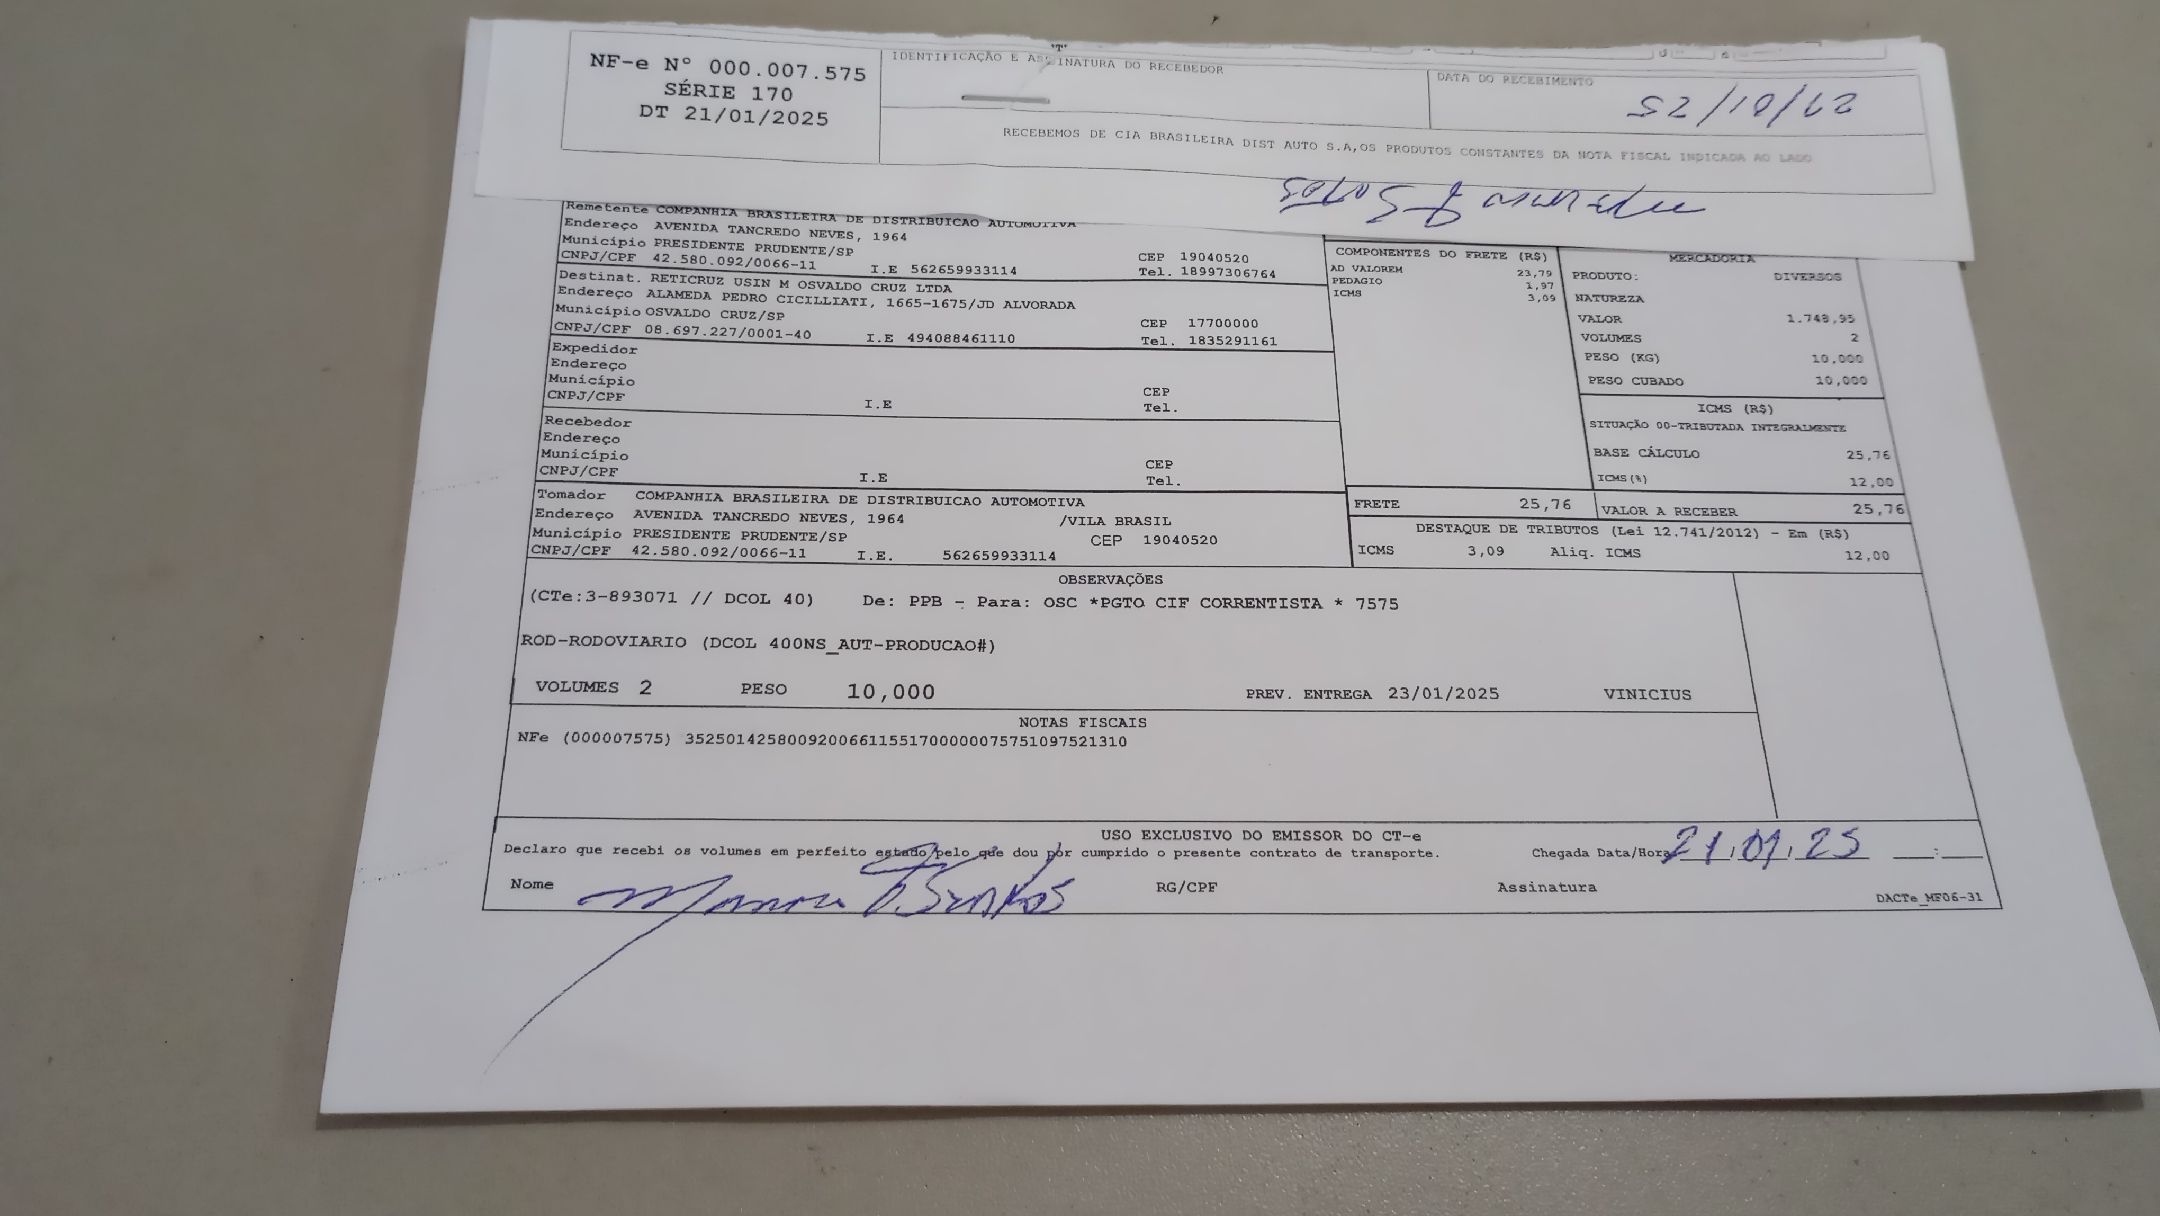 NF-e Nº 000.007.575
SÉRIE 170
DT 21/01/2025
IDENTIFICAÇÃO E ASSINATURA DO RECEBEDOR
DATA DO RECEBIMENTO
RECEBEMOS DE CIA BRASILEIRA DIST AUTO S.A,OS PRODUTOS CONSTANTES DA NOTA FISCAL INDICADA AO LADO
Remetente COMPANHIA BRASILEIRA DE DISTRIBUICAO AUTOMOTIVA
Endereço AVENIDA TANCREDO NEVES, 1964
Município PRESIDENTE PRUDENTE/SP CEP 19040520
CNPJ/CPF 42.580.092/0066-11 I.E 562659933114 Tel. 18997306764
Destinat. RETICRUZ USIN M OSVALDO CRUZ LTDA
Endereço ALAMEDA PEDRO CICILLIATI, 1665-1675/JD ALVORADA
Município OSVALDO CRUZ/SP CEP 17700000
CNPJ/CPF 08.697.227/0001-40 I.E 494088461110 Tel. 1835291161
Expedidor
Endereço
Município CEP
CNPJ/CPF I.E Tel.
Recebedor
Endereço
Município CEP
CNPJ/CPF I.E Tel.
Tomador COMPANHIA BRASILEIRA DE DISTRIBUICAO AUTOMOTIVA
Endereço AVENIDA TANCREDO NEVES, 1964 /VILA BRASIL
Município PRESIDENTE PRUDENTE/SP CEP 19040520
CNPJ/CPF 42.580.092/0066-11 I.E. 562659933114
COMPONENTES DO FRETE (R$)
AD VALOREM 23,79
PEDAGIO 1,97
ICMS 3,09
MERCADORIA
PRODUTO: DIVERSOS
NATUREZA
VALOR 1.748,95
VOLUMES 2
PESO (KG) 10,000
PESO CUBADO 10,000
ICMS (R$)
SITUAÇÃO 00-TRIBUTADA INTEGRALMENTE
BASE CÁLCULO 25,76
ICMS(%) 12,00
FRETE 25,76 VALOR A RECEBER 25,76
DESTAQUE DE TRIBUTOS (Lei 12.741/2012) - Em (R$)
ICMS 3,09 Aliq. ICMS 12,00
OBSERVAÇÕES
(CTe:3-893071 // DCOL 40) De: PPB - Para: OSC *PGTO CIF CORRENTISTA * 7575
ROD-RODOVIARIO (DCOL 400NS_AUT-PRODUCAO#)
VOLUMES 2 PESO 10,000 PREV. ENTREGA 23/01/2025 VINICIUS
NOTAS FISCAIS
NFe (000007575) 35250142580092006611551700000075751097521310
USO EXCLUSIVO DO EMISSOR DO CT-e
Declaro que recebi os volumes em perfeito estado pelo que dou por cumprido o presente contrato de transporte. Chegada Data/Hora 21,01,25 :
Nome RG/CPF Assinatura
DACTe_MF06-31